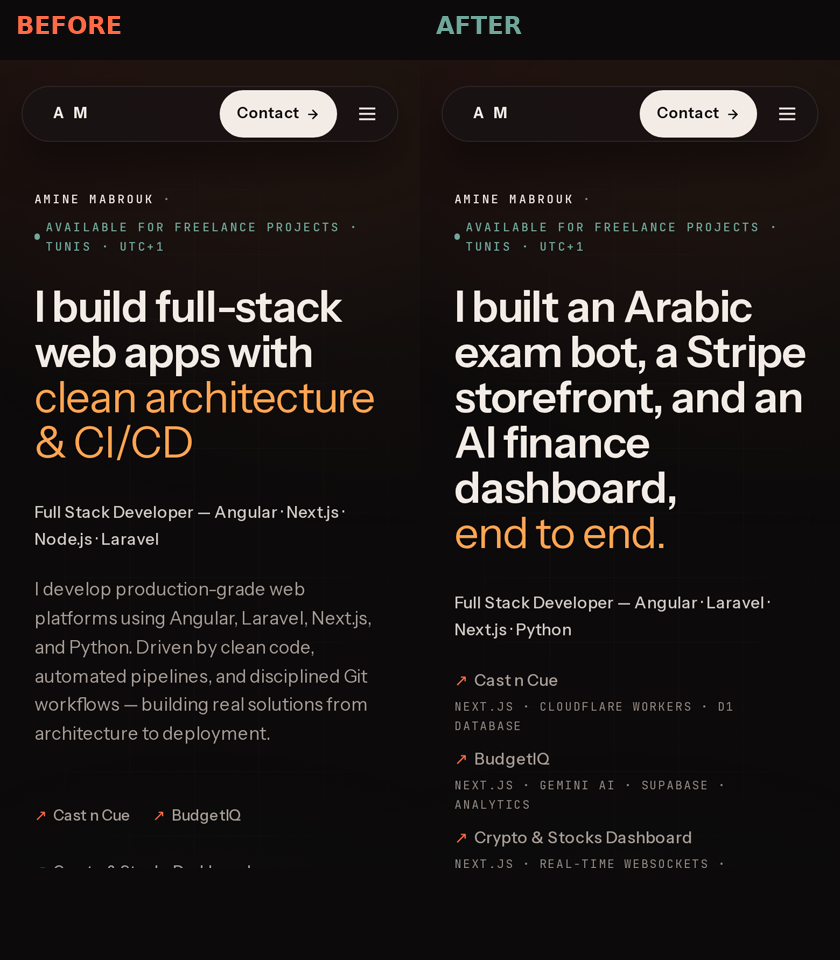 BEFORE
A M
Contact →
AMINE MABROUK ·
AVAILABLE FOR FREELANCE PROJECTS ·
TUNIS · UTC+1
I build full-stack
web apps with
clean architecture
& CI/CD
Full Stack Developer — Angular · Next.js ·
Node.js · Laravel
I develop production-grade web
platforms using Angular, Laravel, Next.js,
and Python. Driven by clean code,
automated pipelines, and disciplined Git
workflows — building real solutions from
architecture to deployment.
↗ Cast n Cue ↗ BudgetIQ
AFTER
A M
Contact →
AMINE MABROUK ·
AVAILABLE FOR FREELANCE PROJECTS ·
TUNIS · UTC+1
I built an Arabic
exam bot, a Stripe
storefront, and an
AI finance
dashboard,
end to end.
Full Stack Developer — Angular · Laravel ·
Next.js · Python
↗ Cast n Cue
NEXT.JS · CLOUDFLARE WORKERS · D1
DATABASE
↗ BudgetIQ
NEXT.JS · GEMINI AI · SUPABASE ·
ANALYTICS
↗ Crypto & Stocks Dashboard
NEXT.JS · REAL-TIME WEBSOCKETS ·